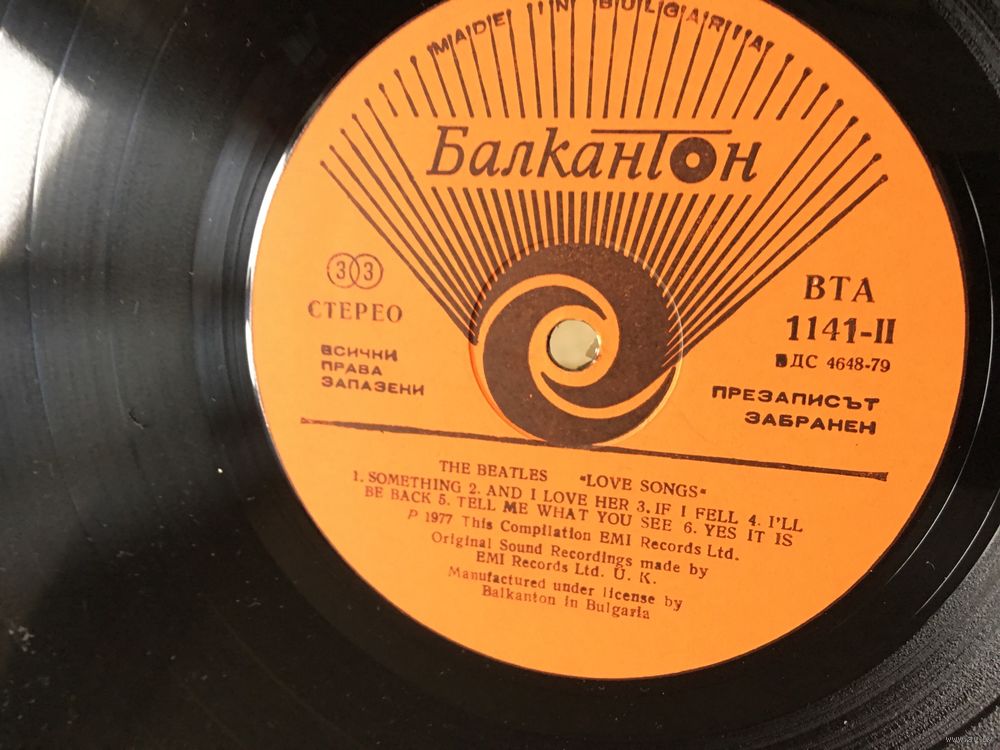 MADE IN BULGARIA
Балкантон
33
СТЕРЕО
ВСИЧКИ
ПРАВА
ЗАПАЗЕНИ
ВТА
1141-II
ВДС 4648-79
ПРЕЗАПИСЪТ
ЗАБРАНЕН
THE BEATLES "LOVE SONGS"
1. SOMETHING 2. AND I LOVE HER 3. IF I FELL 4. I'LL
BE BACK 5. TELL ME WHAT YOU SEE 6. YES IT IS
P 1977 This Compilation EMI Records Ltd.
Original Sound Recordings made by
EMI Records Ltd. U. K.
Manufactured under license by
Balkanton in Bulgaria